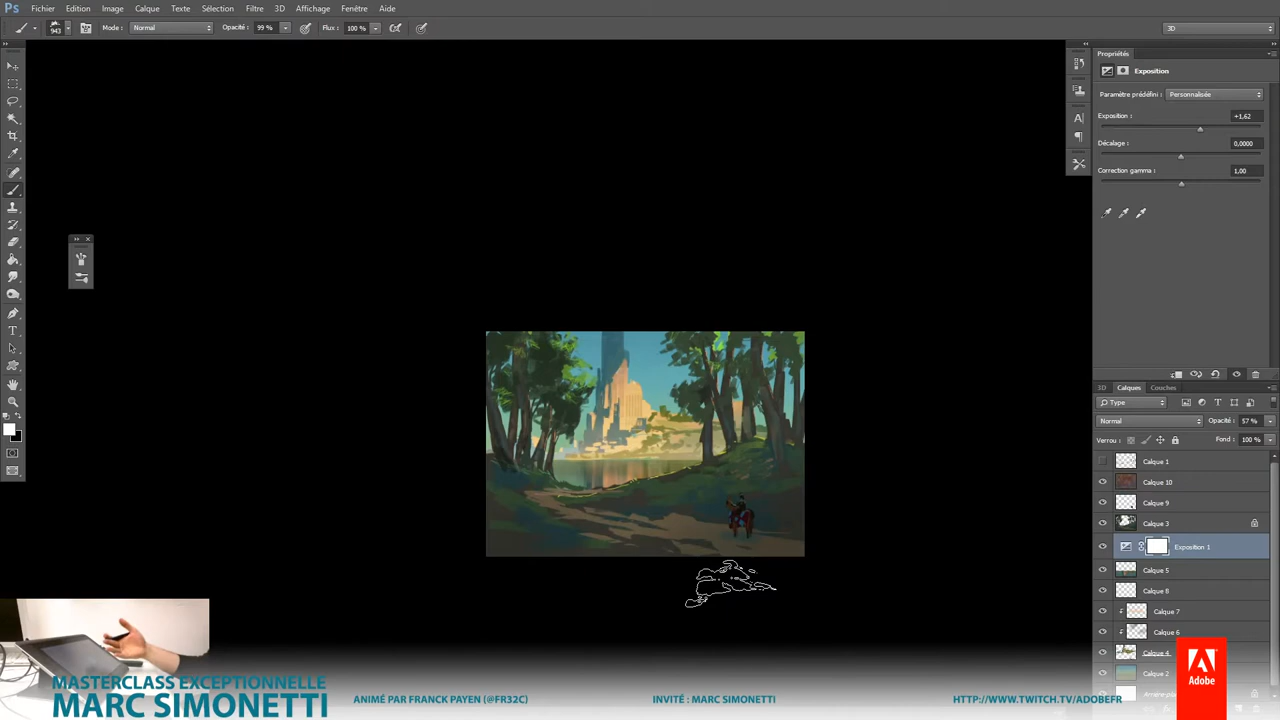 Ps Fichier Edition Image Calque Texte Sélection Filtre 3D Affichage Fenêtre Aide
943 Mode : Normal Opacité : 99 % Flux : 100 % 3D
Propriétés
Exposition
Paramètre prédéfini : Personnalisée
Exposition : +1,62
Décalage : 0,0000
Correction gamma : 1,00
3D Calques Couches
Type
Normal Opacité : 57 %
Verrou : Fond : 100 %
Calque 1
Calque 10
Calque 9
Calque 3
Exposition 1
Calque 5
Calque 8
Calque 7
Calque 6
Calque 4
Calque 2
Adobe
MASTERCLASS EXCEPTIONNELLE
MARC SIMONETTI
ANIMÉ PAR FRANCK PAYEN (@FR32C)
INVITÉ : MARC SIMONETTI
HTTP://WWW.TWITCH.TV/ADOBEFR